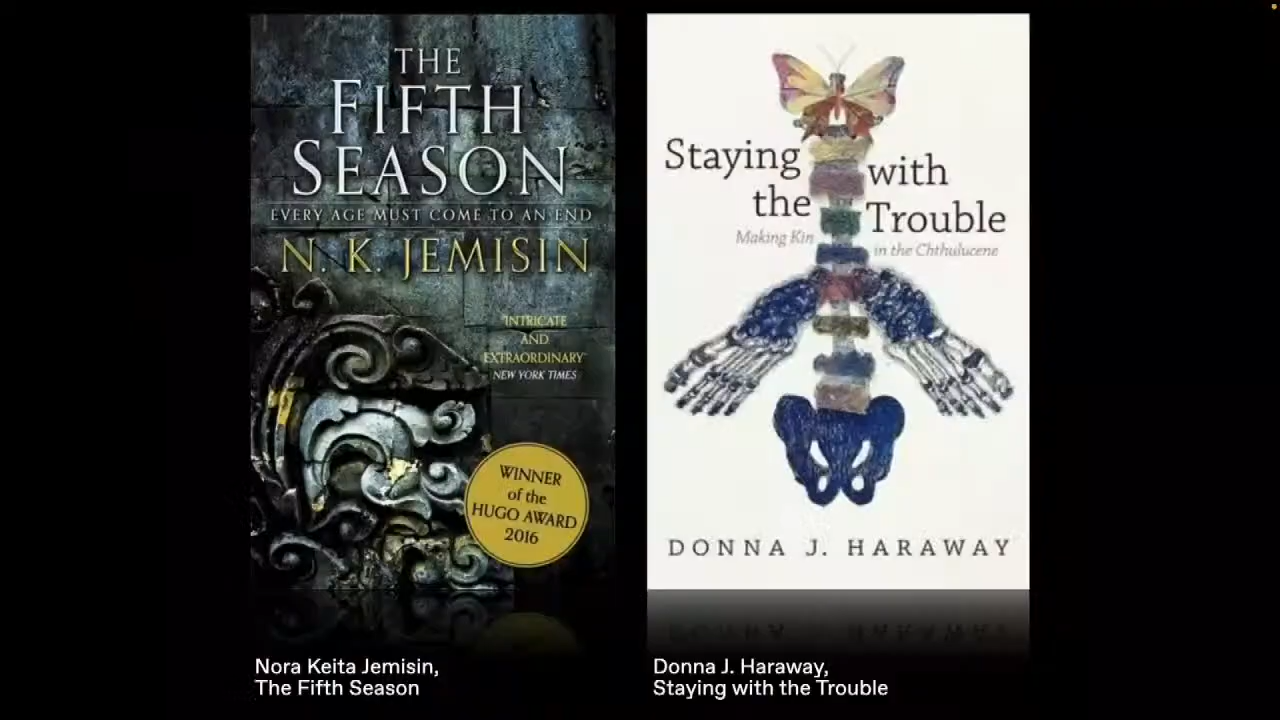 THE
FIFTH
SEASON
EVERY AGE MUST COME TO AN END
N. K. JEMISIN
"INTRICATE
AND
EXTRAORDINARY"
NEW YORK TIMES
WINNER
of the
HUGO AWARD
2016
Nora Keita Jemisin,
The Fifth Season
Staying with
the Trouble
Making Kin in the Chthulucene
DONNA J. HARAWAY
Donna J. Haraway,
Staying with the Trouble